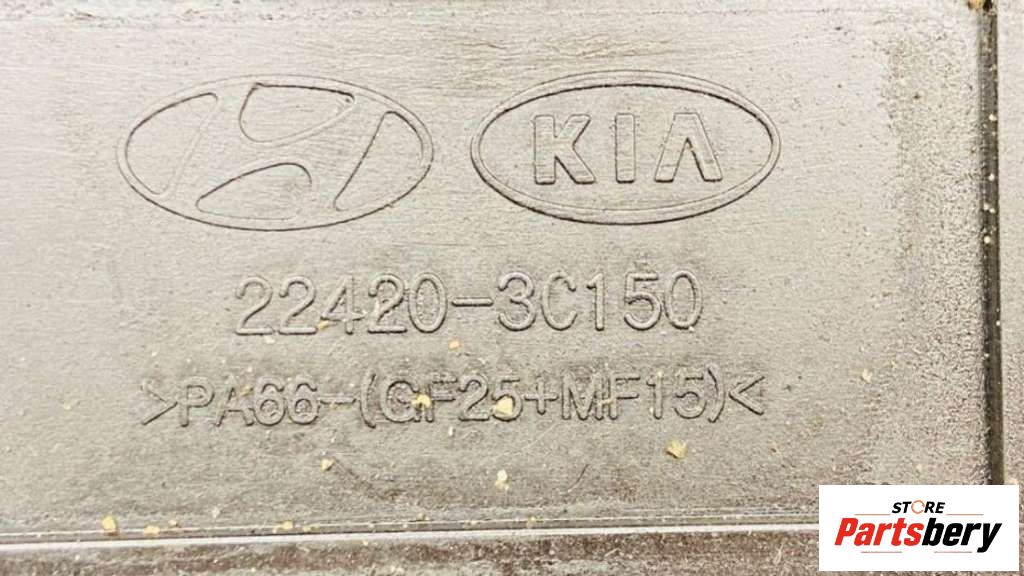 KIA
22420-3C150
>PA66-(GF25+MF15)<
STORE
Partsbery